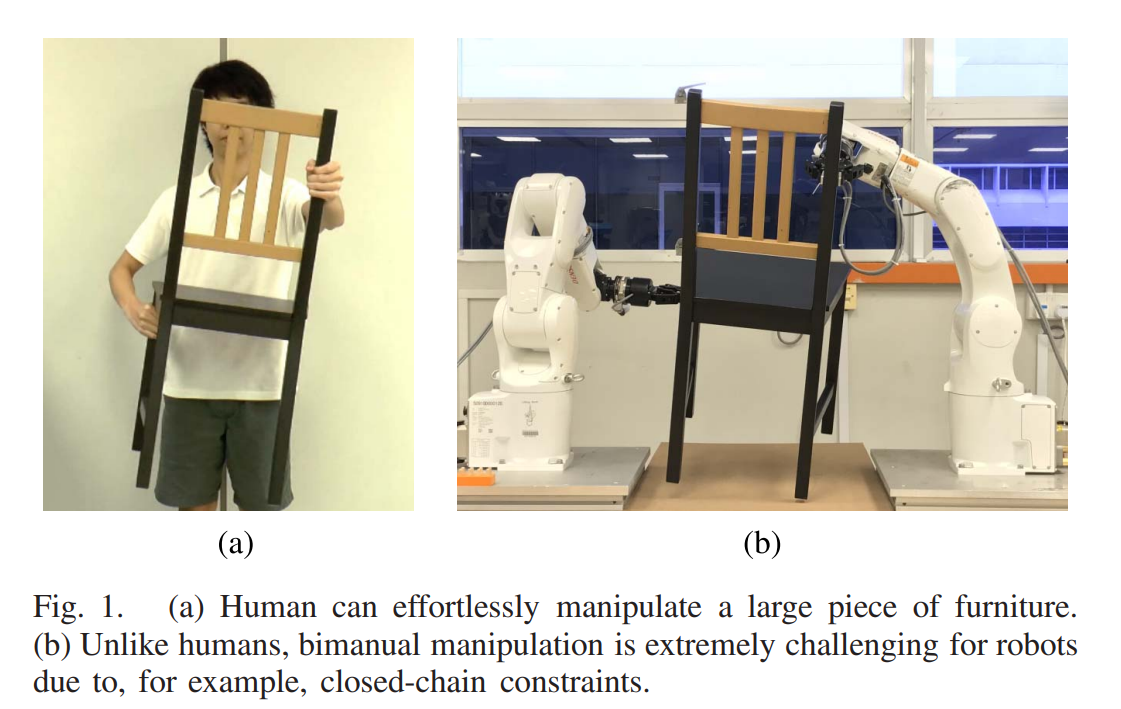 (a)
(b)
Fig. 1. (a) Human can effortlessly manipulate a large piece of furniture.
(b) Unlike humans, bimanual manipulation is extremely challenging for robots
due to, for example, closed-chain constraints.